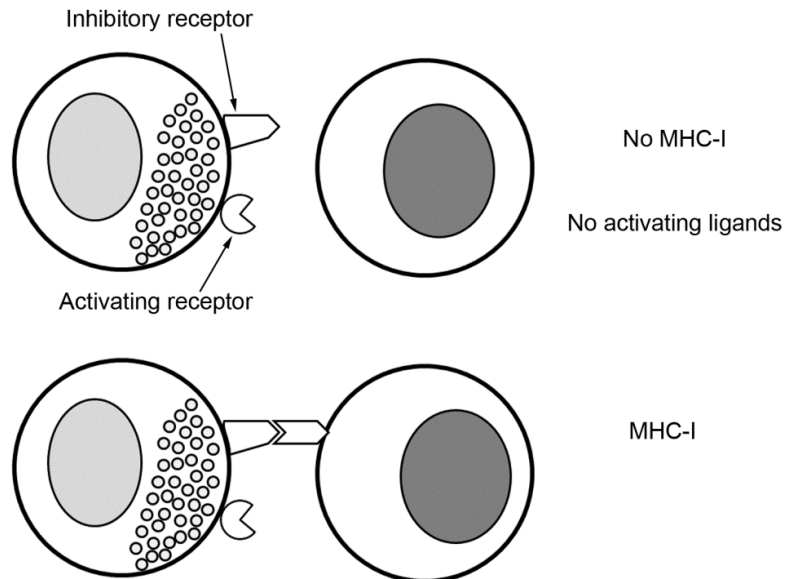 Inhibitory receptor
No MHC-I
No activating ligands
Activating receptor
MHC-I